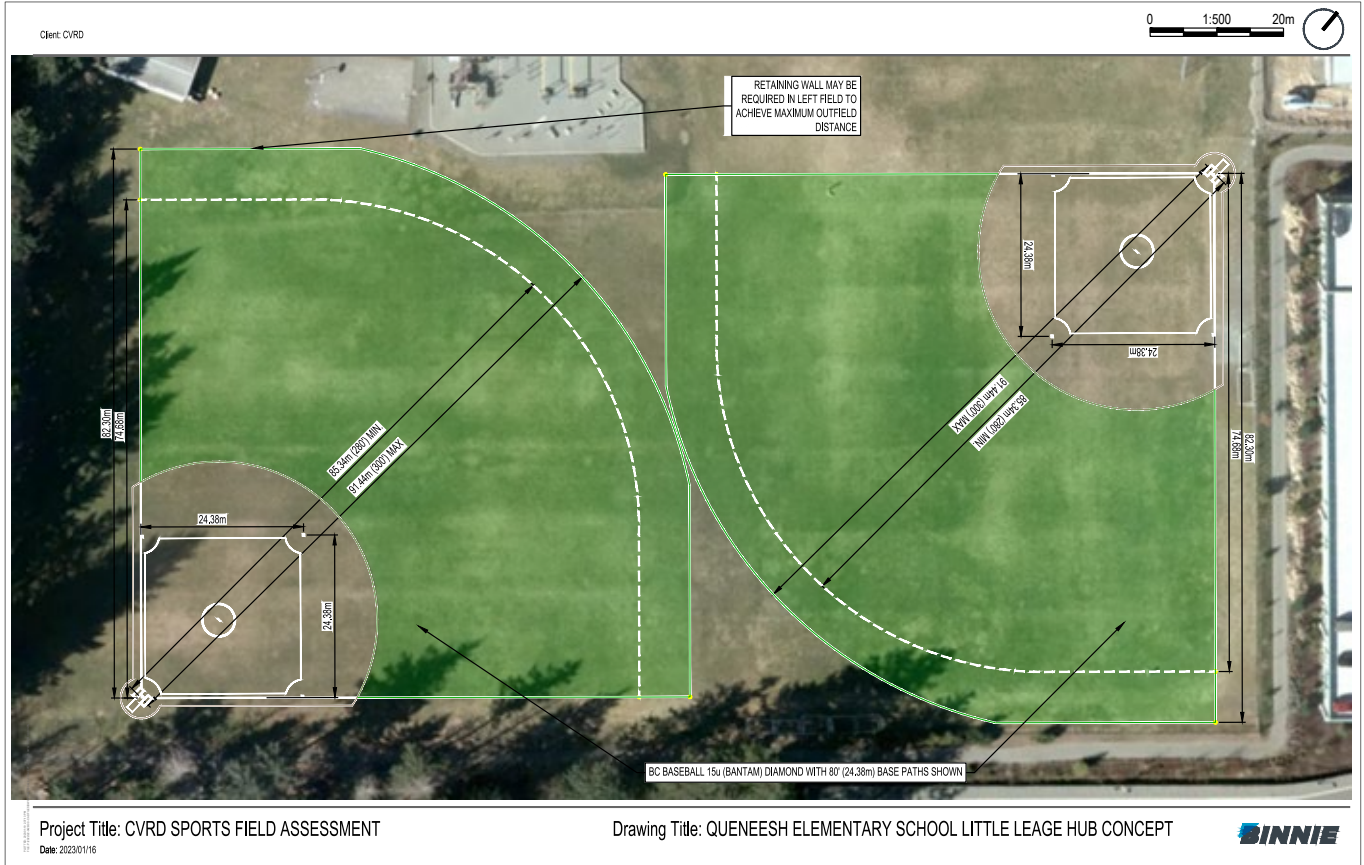 Client: CVRD
0 1:500 20m
RETAINING WALL MAY BE
REQUIRED IN LEFT FIELD TO
ACHIEVE MAXIMUM OUTFIELD
DISTANCE
82.30m
74.68m
85.34m (280') MIN.
91.44m (300') MAX
24.38m
24.38m
24.38m
24.38m
91.44m (300') MAX
85.34m (280') MIN.
82.30m
74.68m
BC BASEBALL 15u (BANTAM) DIAMOND WITH 80' (24.38m) BASE PATHS SHOWN
Project Title: CVRD SPORTS FIELD ASSESSMENT
Date: 2023/01/16
Drawing Title: QUENEESH ELEMENTARY SCHOOL LITTLE LEAGE HUB CONCEPT
BINNIE